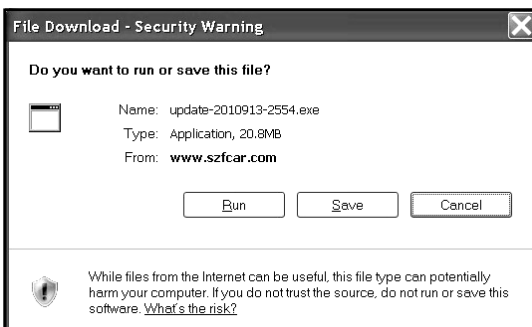 File Download - Security Warning
Do you want to run or save this file?
Name: update-2010913-2554.exe
Type: Application, 20.8MB
From: www.szfcar.com
Run Save Cancel
While files from the Internet can be useful, this file type can potentially
harm your computer. If you do not trust the source, do not run or save this
software. What's the risk?